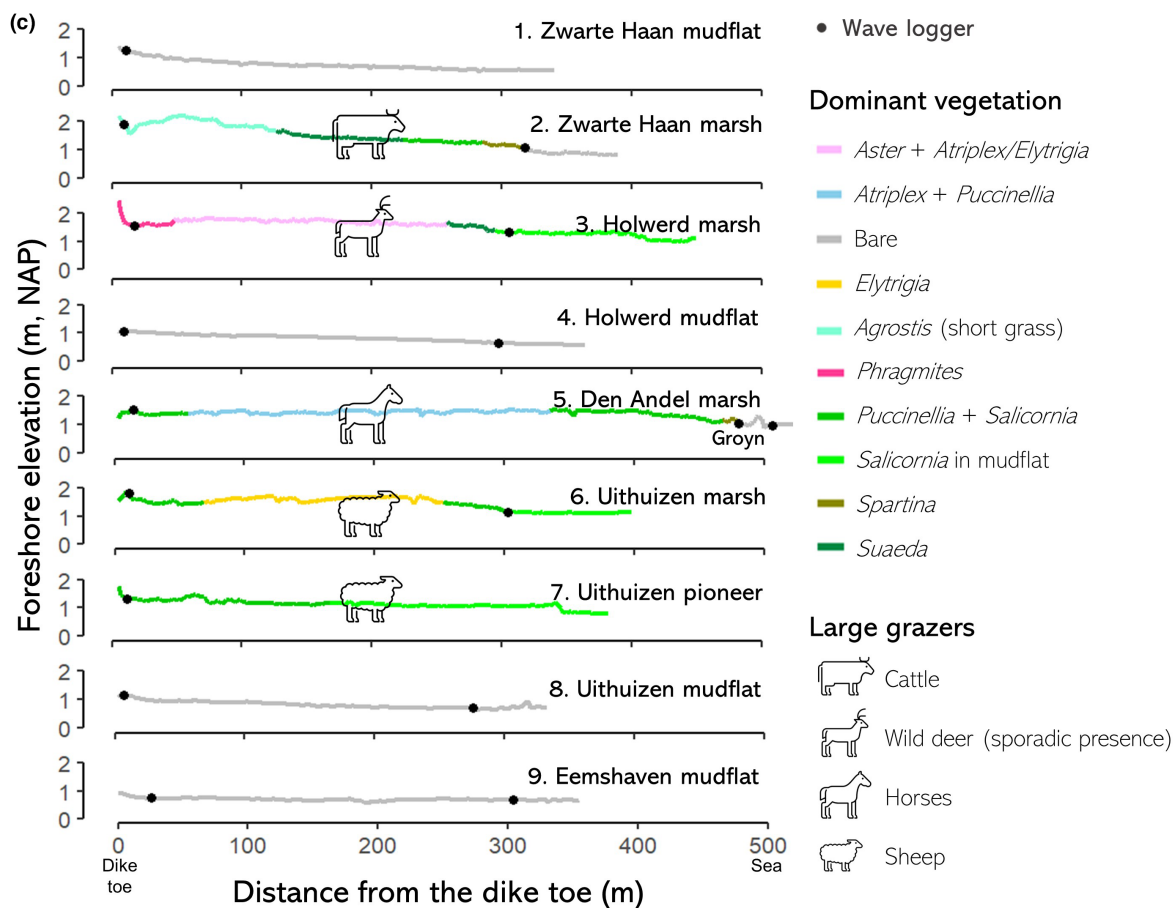 (c)
Foreshore elevation (m, NAP)
2
1
0
1. Zwarte Haan mudflat
2
1
0
2. Zwarte Haan marsh
2
1
0
3. Holwerd marsh
2
1
0
4. Holwerd mudflat
2
1
0
5. Den Andel marsh
Groyn
2
1
0
6. Uithuizen marsh
2
1
0
7. Uithuizen pioneer
2
1
0
8. Uithuizen mudflat
2
1
0
9. Eemshaven mudflat
0 100 200 300 400 500
Dike
toe
Sea
Distance from the dike toe (m)
Wave logger
Dominant vegetation
Aster + Atriplex/Elytrigia
Atriplex + Puccinellia
Bare
Elytrigia
Agrostis (short grass)
Phragmites
Puccinellia + Salicornia
Salicornia in mudflat
Spartina
Suaeda
Large grazers
Cattle
Wild deer (sporadic presence)
Horses
Sheep